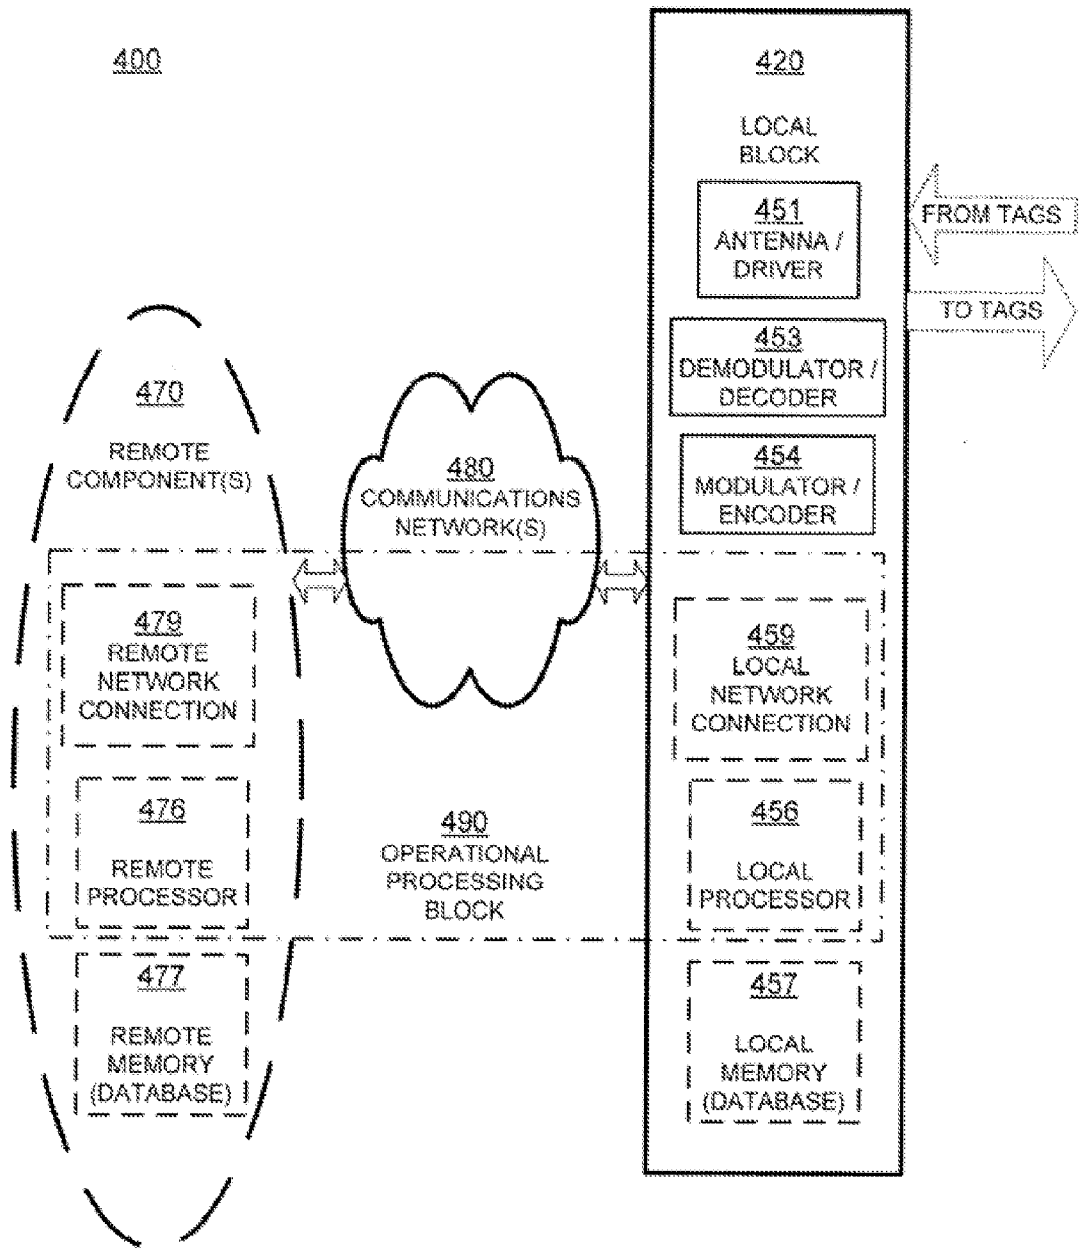 400
420
LOCAL
BLOCK
451
ANTENNA /
DRIVER
FROM TAGS
TO TAGS
453
DEMODULATOR /
DECODER
454
MODULATOR /
ENCODER
470
REMOTE
COMPONENT(S)
480
COMMUNICATIONS
NETWORK(S)
479
REMOTE
NETWORK
CONNECTION
459
LOCAL
NETWORK
CONNECTION
476
REMOTE
PROCESSOR
490
OPERATIONAL
PROCESSING
BLOCK
456
LOCAL
PROCESSOR
477
REMOTE
MEMORY
(DATABASE)
457
LOCAL
MEMORY
(DATABASE)